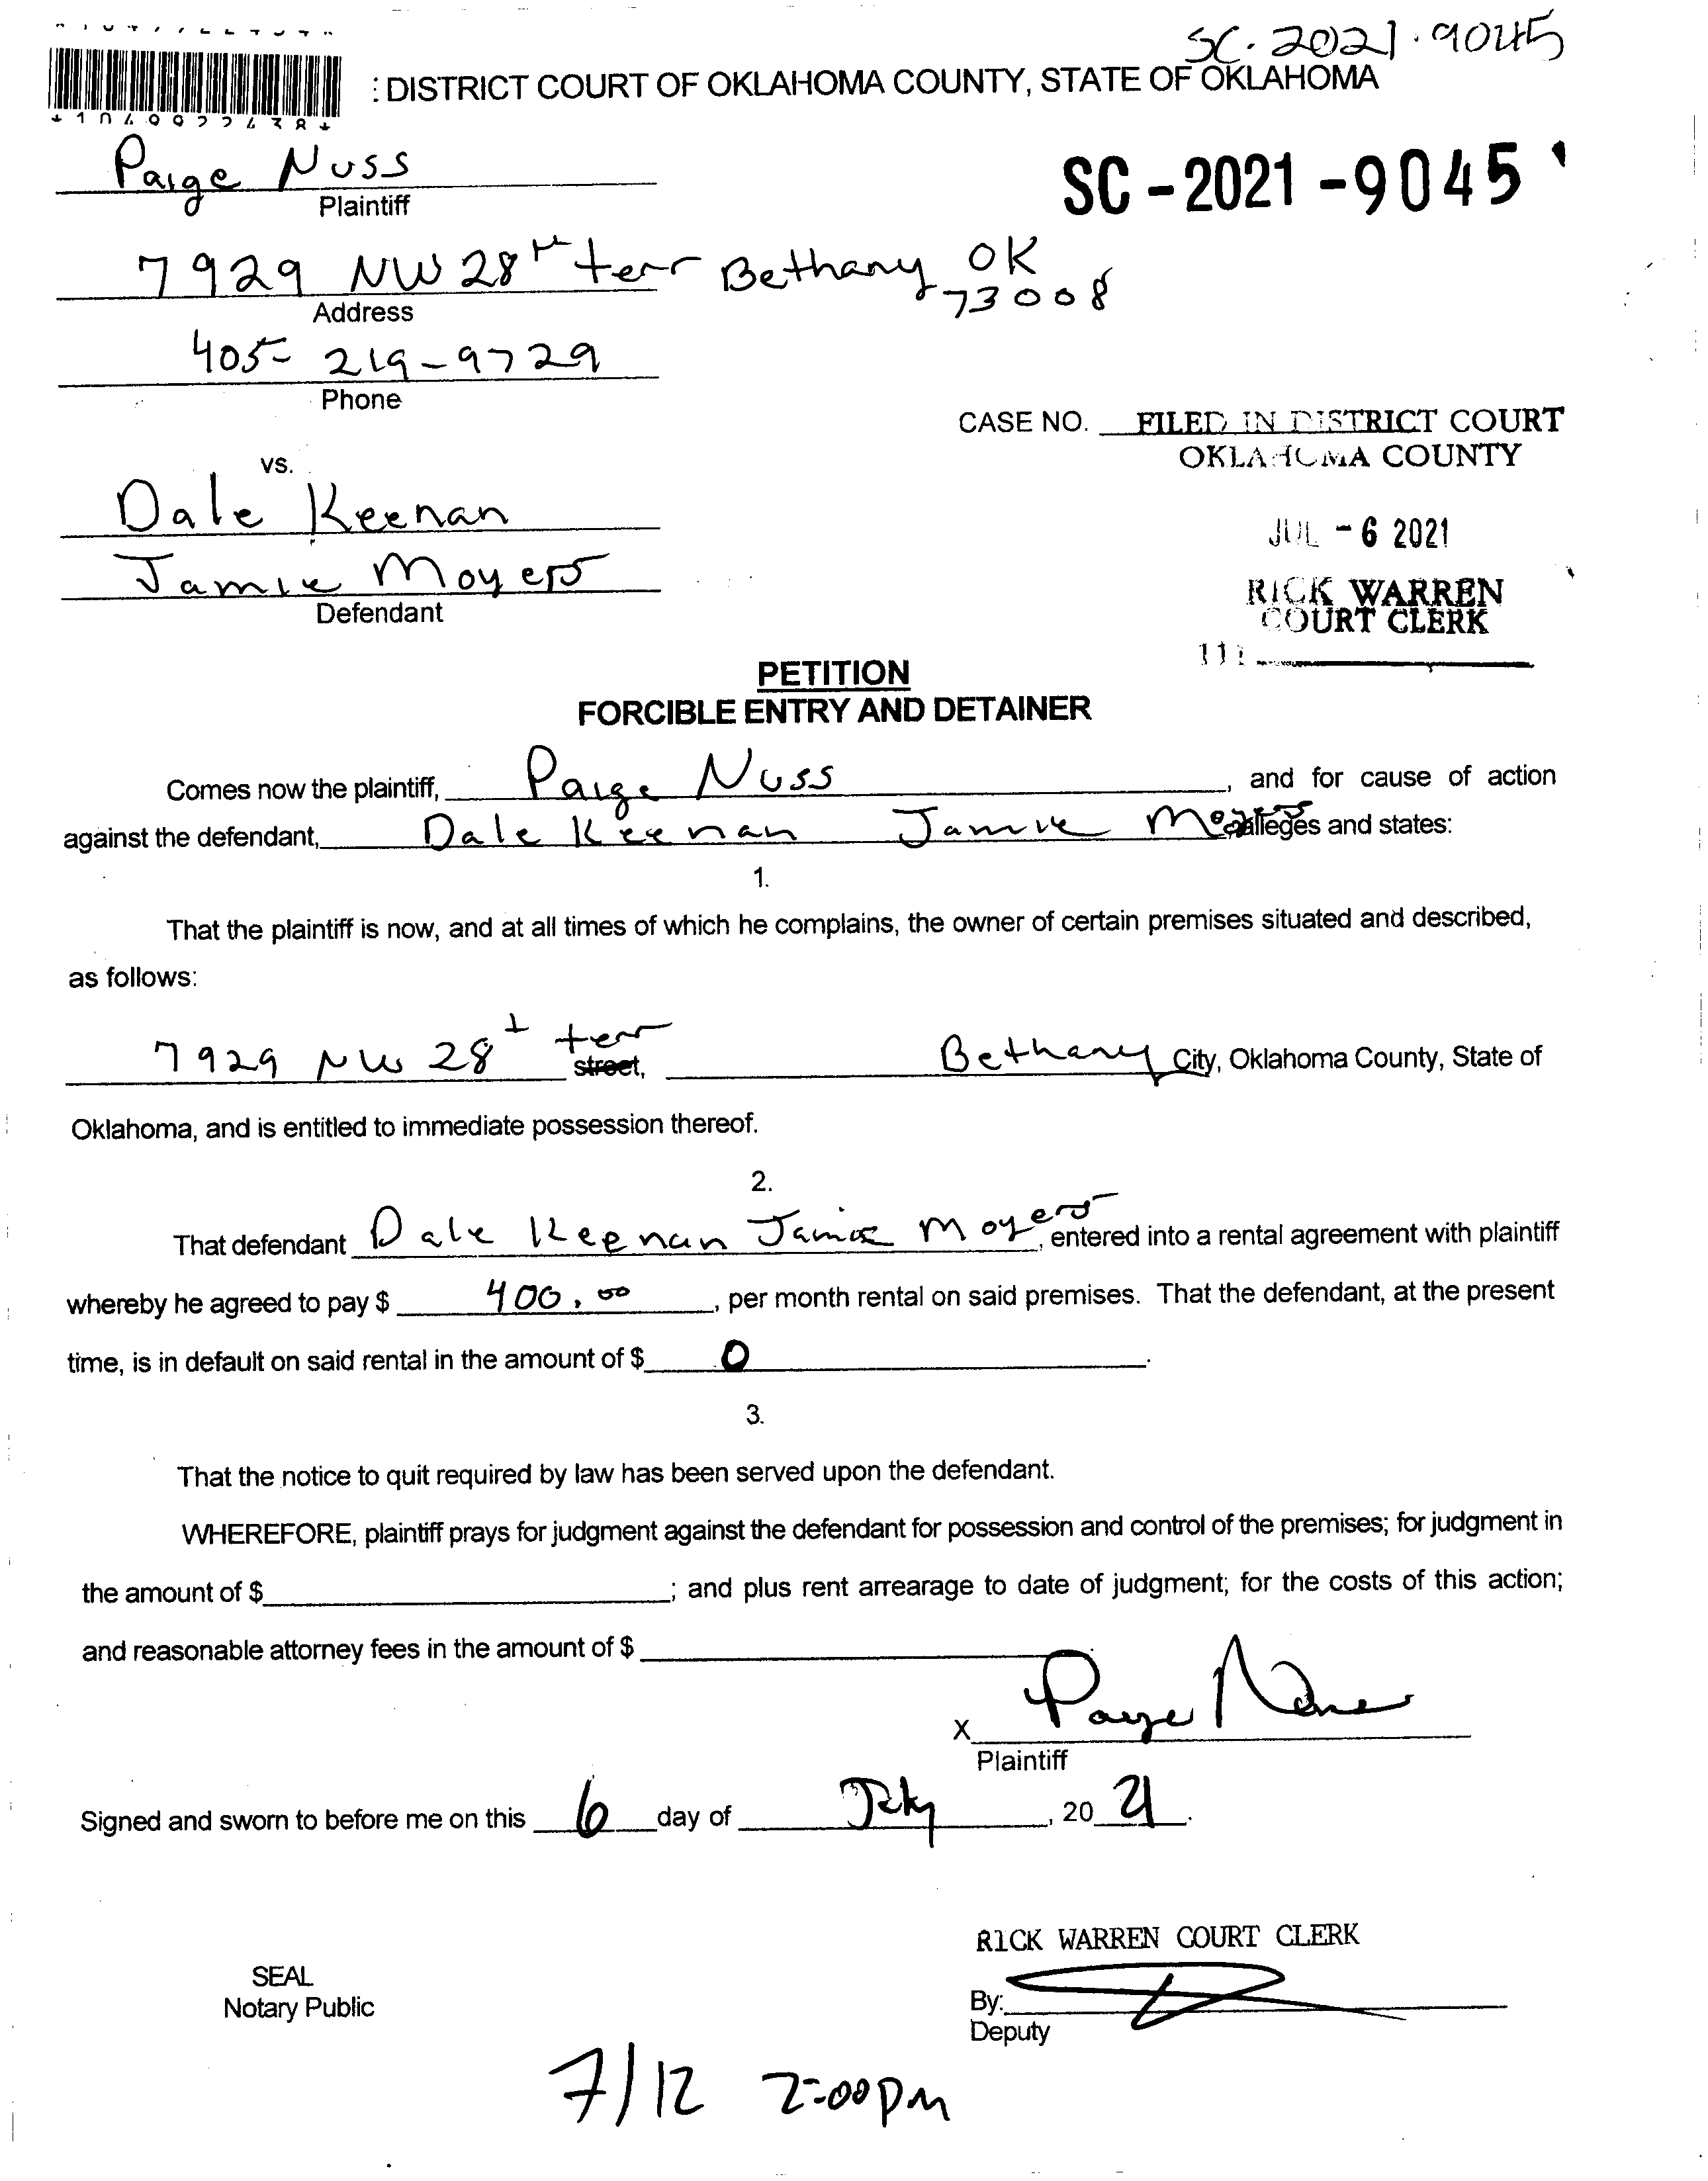 SC-2021-9045
: DISTRICT COURT OF OKLAHOMA COUNTY, STATE OF OKLAHOMA
Paige Nuss
Plaintiff
SC-2021-9045
7929 NW 28th terr Bethany OK
73008
Address
405-219-9729
Phone
CASE NO. FILED IN DISTRICT COURT
OKLAHOMA COUNTY
vs.
Dale Keenan
JUL - 6 2021
Jamie Moyers
Defendant
RICK WARREN
COURT CLERK
PETITION
FORCIBLE ENTRY AND DETAINER
Comes now the plaintiff, Paige Nuss, and for cause of action
against the defendant, Dale Keenan Jamie Moyers alleges and states:
1.
That the plaintiff is now, and at all times of which he complains, the owner of certain premises situated and described,
as follows:
7929 NW 28 terr street, Bethany City, Oklahoma County, State of
Oklahoma, and is entitled to immediate possession thereof.
2.
That defendant Dale Keenan Jamie Moyers, entered into a rental agreement with plaintiff
whereby he agreed to pay $ 400.00, per month rental on said premises. That the defendant, at the present
time, is in default on said rental in the amount of $ 0.
3.
That the notice to quit required by law has been served upon the defendant.
WHEREFORE, plaintiff prays for judgment against the defendant for possession and control of the premises; for judgment in
the amount of $ ; and plus rent arrearage to date of judgment; for the costs of this action;
and reasonable attorney fees in the amount of $
X Paige Nuss
Plaintiff
Signed and sworn to before me on this 6 day of July, 20 21.
RICK WARREN COURT CLERK
SEAL
Notary Public
By:
Deputy
7/12 2:00pm